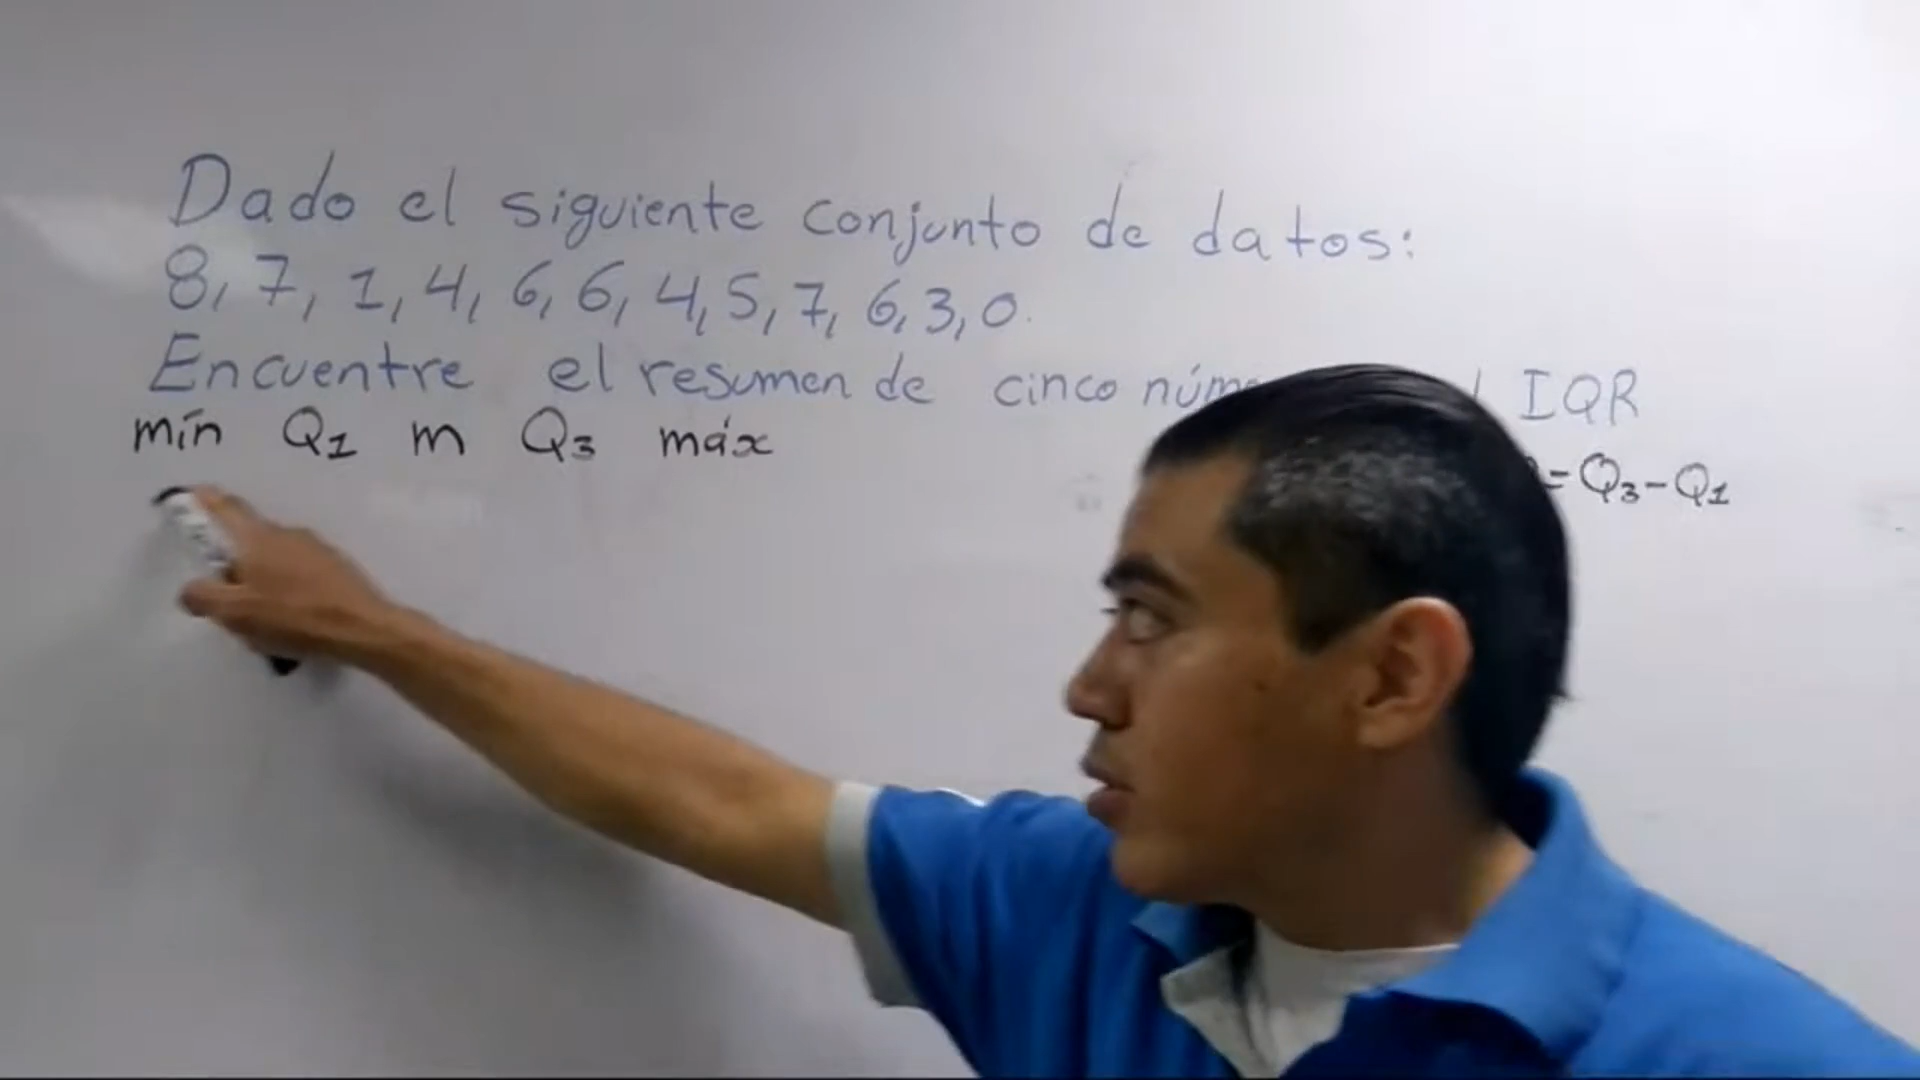 Dado el siguiente conjunto de datos:
8, 7, 1, 4, 6, 6, 4, 5, 7, 6, 3, 0.
Encuentre el resumen de cinco IQR
mín Q1 m Q3 máx
= Q3 - Q1